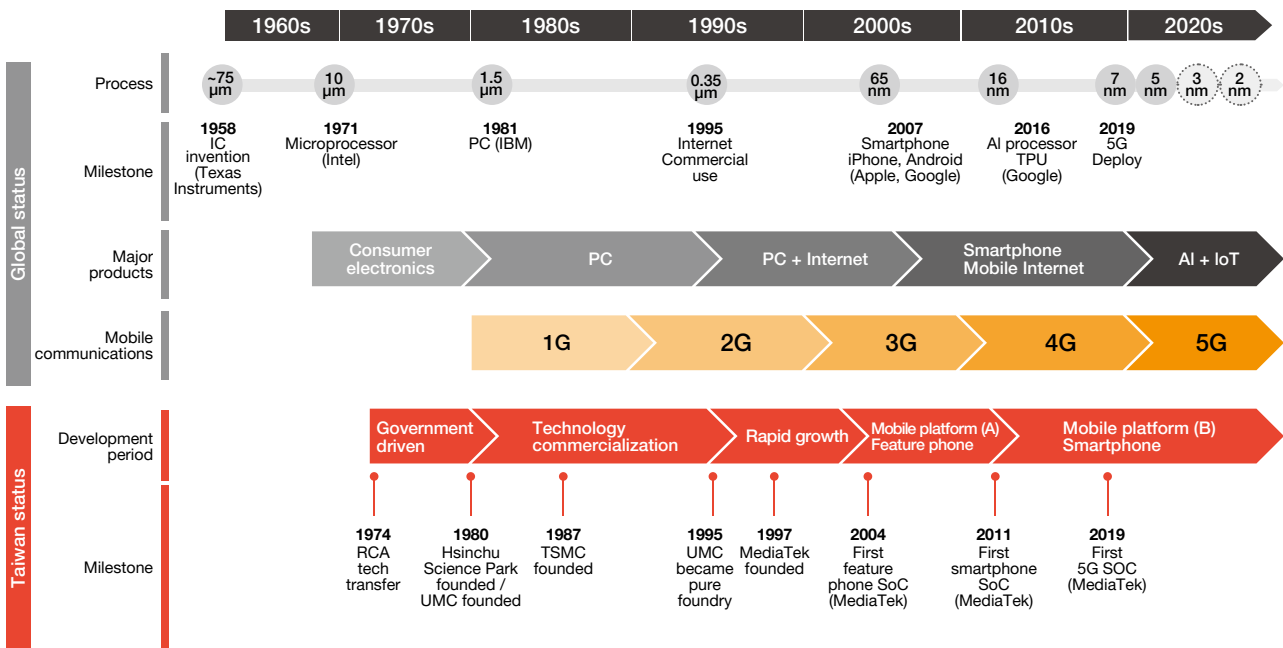 1960s
1970s
1980s
1990s
2000s
2010s
2020s
Global status
Process
~75
μm
10
μm
1.5
μm
0.35
μm
65
nm
16
nm
7
nm
5
nm
3
nm
2
nm
Milestone
1958
IC
invention
(Texas
Instruments)
1971
Microprocessor
(Intel)
1981
PC (IBM)
1995
Internet
Commercial
use
2007
Smartphone
iPhone, Android
(Apple, Google)
2016
AI processor
TPU
(Google)
2019
5G
Deploy
Major
products
Consumer
electronics
PC
PC + Internet
Smartphone
Mobile Internet
AI + IoT
Mobile
communications
1G
2G
3G
4G
5G
Taiwan status
Development
period
Government
driven
Technology
commercialization
Rapid growth
Mobile platform (A)
Feature phone
Mobile platform (B)
Smartphone
Milestone
1974
RCA
tech
transfer
1980
Hsinchu
Science Park
founded /
UMC founded
1987
TSMC
founded
1995
UMC
became
pure
foundry
1997
MediaTek
founded
2004
First
feature
phone SoC
(MediaTek)
2011
First
smartphone
SoC
(MediaTek)
2019
First
5G SOC
(MediaTek)